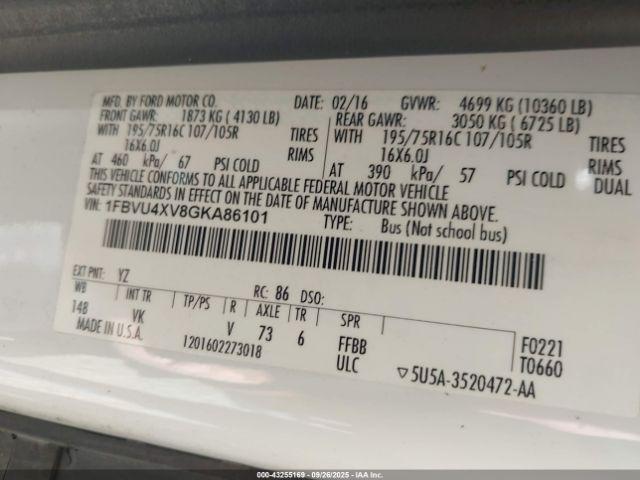 MFD. BY FORD MOTOR CO. DATE: 02/16 GVWR: 4699 KG (10360 LB)
FRONT GAWR: 1873 KG ( 4130 LB) REAR GAWR: 3050 KG ( 6725 LB)
WITH 195/75R16C 107/105R TIRES WITH 195/75R16C 107/105R TIRES
16X6.0J RIMS 16X6.0J RIMS
AT 460 kPa/ 67 PSI COLD AT 390 kPa/ 57 PSI COLD DUAL
THIS VEHICLE CONFORMS TO ALL APPLICABLE FEDERAL MOTOR VEHICLE
SAFETY STANDARDS IN EFFECT ON THE DATE OF MANUFACTURE SHOWN ABOVE.
VIN: 1FBVU4XV8GKA86101 TYPE: Bus (Not school bus)
EXT PNT: YZ RC: 86 DSO:
WB INT TR TP/PS R AXLE TR SPR
148 VK V 73 6 FFBB F0221
MADE IN U.S.A. 1201602273018 ULC T0660
▽5U5A-3520472-AA
000-43255169 - 09/26/2025 - IAAI.